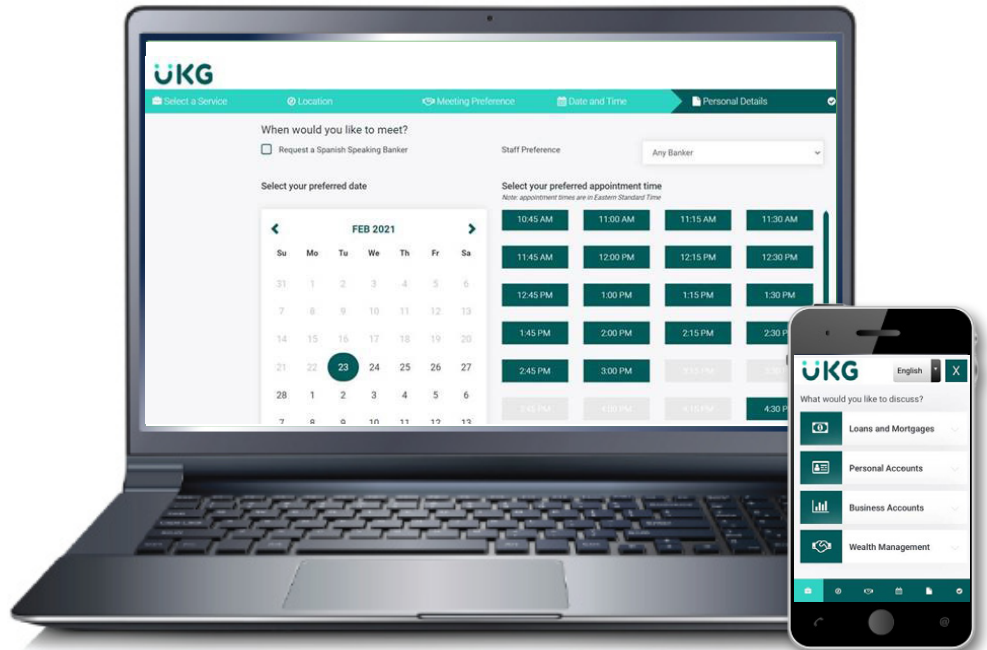 UKG
Select a Service Location Meeting Preference Date and Time Personal Details
When would you like to meet?
Request a Spanish Speaking Banker Staff Preference Any Banker
Select your preferred date Select your preferred appointment time
Note: appointment times are in Eastern Standard Time
FEB 2021
10:45 AM 11:00 AM 11:15 AM 11:30 AM
Su Mo Tu We Th Fr Sa
11:45 AM 12:00 PM 12:15 PM 12:30 PM
31 1 2 3 4 5 6
12:45 PM 1:00 PM 1:15 PM 1:30 PM
7 8 9 10 11 12 13
1:45 PM 2:00 PM 2:15 PM 2:30 P
14 15 16 17 18 19 20
21 22 23 24 25 26 27
2:45 PM 3:00 PM
28 1 2 3 4 5 6
4:30 P
7 8 9 10 11 12 13
UKG English X
What would you like to discuss?
Loans and Mortgages
Personal Accounts
Business Accounts
Wealth Management